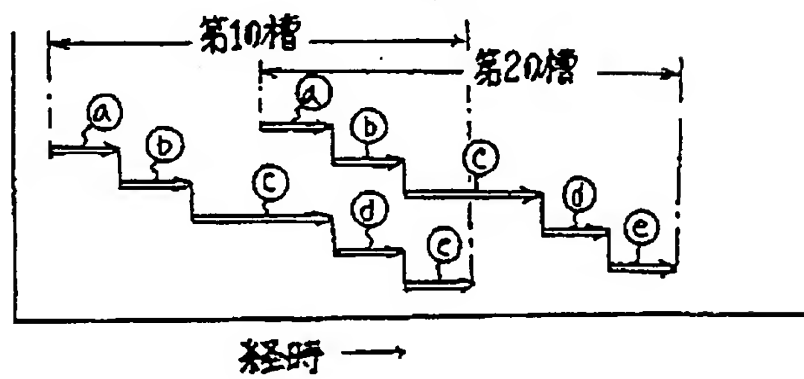 第1の槽
第2の槽
ⓐ ⓑ ⓒ ⓓ ⓔ
ⓐ ⓑ ⓒ ⓓ ⓔ
経時 →